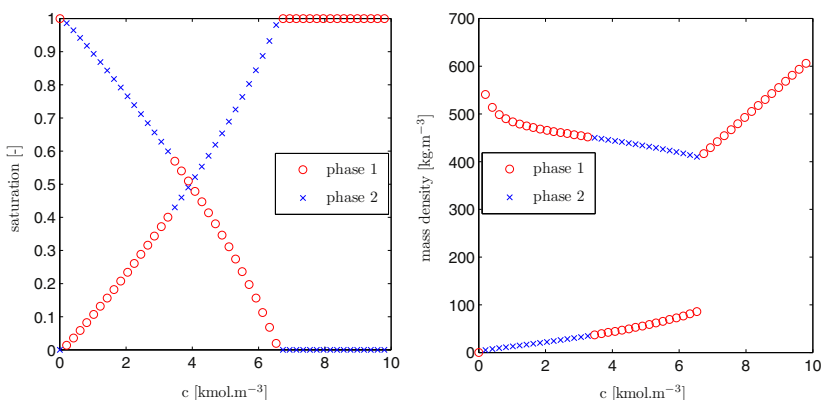 1
0.9
0.8
0.7
0.6
0.5
0.4
0.3
0.2
0.1
0
0 2 4 6 8 10
saturation [-]
c [kmol.m−3]
phase 1
phase 2
700
600
500
400
300
200
100
0
0 2 4 6 8 10
mass density [kg.m−3]
c [kmol.m−3]
phase 1
phase 2